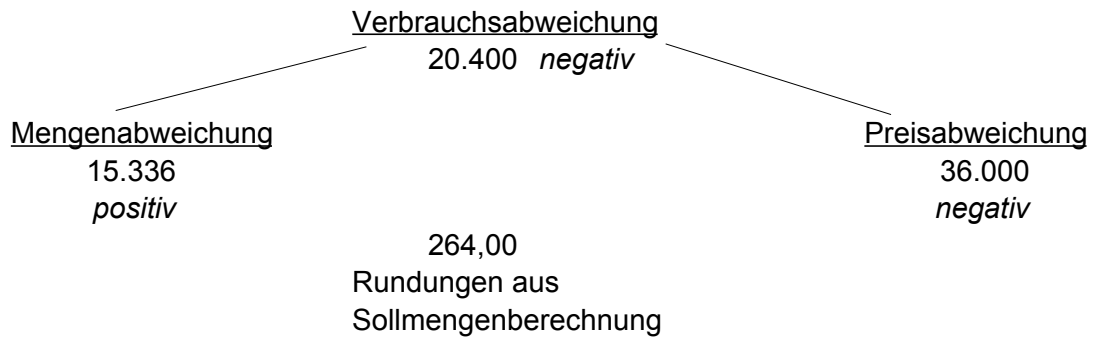 Verbrauchsabweichung
20.400 negativ
Mengenabweichung
15.336
positiv
Preisabweichung
36.000
negativ
264,00
Rundungen aus
Sollmengenberechnung